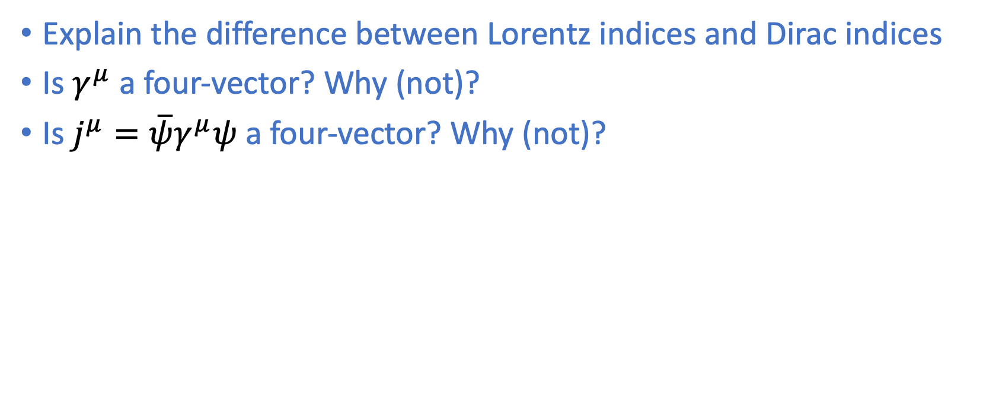 • Explain the difference between Lorentz indices and Dirac indices
• Is γ^μ a four-vector? Why (not)?
• Is j^μ = ψ̄γ^μψ a four-vector? Why (not)?